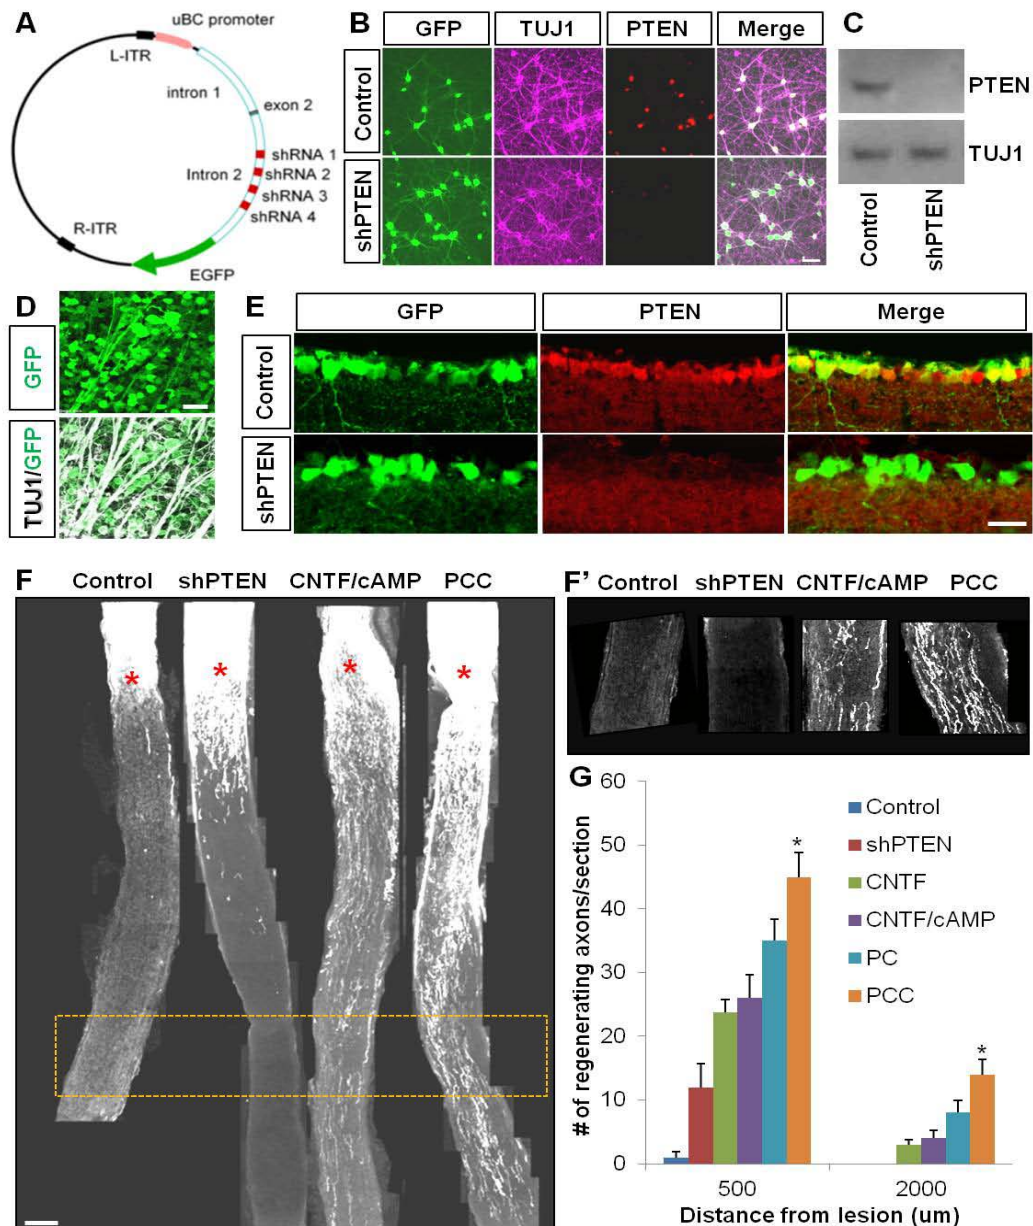 A
uBC promoter
L-ITR
intron 1
exon 2
shRNA 1
Intron 2
shRNA 2
shRNA 3
shRNA 4
R-ITR
EGFP
B
GFP TUJ1 PTEN Merge
Control
shPTEN
C
PTEN
TUJ1
Control
shPTEN
D
GFP
TUJ1/GFP
E
GFP PTEN Merge
Control
shPTEN
F
Control shPTEN CNTF/cAMP PCC
*
*
*
*
F’
Control shPTEN CNTF/cAMP PCC
G
# of regenerating axons/section
60
50
40
30
20
10
0
Control
shPTEN
CNTF
CNTF/cAMP
PC
PCC
*
*
500 2000
Distance from lesion (um)